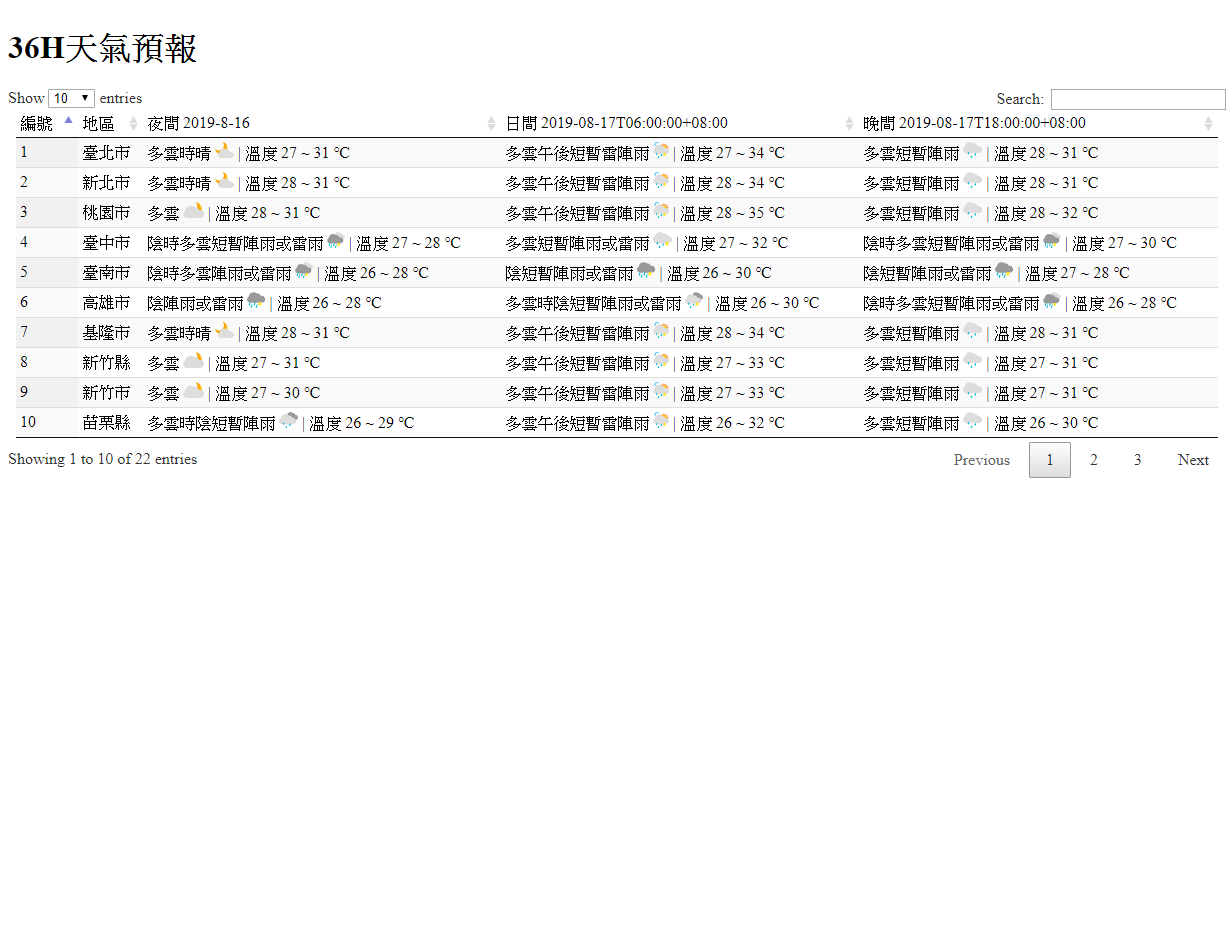 36H天氣預報
Show 10 entries Search:
編號 地區 夜間 2019-8-16 日間 2019-08-17T06:00:00+08:00 晚間 2019-08-17T18:00:00+08:00
1 臺北市 多雲時晴 | 溫度 27 ~ 31 ℃ 多雲午後短暫雷陣雨 | 溫度 27 ~ 34 ℃ 多雲短暫陣雨 | 溫度 28 ~ 31 ℃
2 新北市 多雲時晴 | 溫度 28 ~ 31 ℃ 多雲午後短暫雷陣雨 | 溫度 28 ~ 34 ℃ 多雲短暫陣雨 | 溫度 28 ~ 31 ℃
3 桃園市 多雲 | 溫度 28 ~ 31 ℃ 多雲午後短暫雷陣雨 | 溫度 28 ~ 35 ℃ 多雲短暫陣雨 | 溫度 28 ~ 32 ℃
4 臺中市 陰時多雲短暫陣雨或雷雨 | 溫度 27 ~ 28 ℃ 多雲短暫陣雨或雷雨 | 溫度 27 ~ 32 ℃ 陰時多雲短暫陣雨或雷雨 | 溫度 27 ~ 30 ℃
5 臺南市 陰時多雲陣雨或雷雨 | 溫度 26 ~ 28 ℃ 陰短暫陣雨或雷雨 | 溫度 26 ~ 30 ℃ 陰短暫陣雨或雷雨 | 溫度 27 ~ 28 ℃
6 高雄市 陰陣雨或雷雨 | 溫度 26 ~ 28 ℃ 多雲時陰短暫陣雨或雷雨 | 溫度 26 ~ 30 ℃ 陰時多雲短暫陣雨或雷雨 | 溫度 26 ~ 28 ℃
7 基隆市 多雲時晴 | 溫度 28 ~ 31 ℃ 多雲午後短暫雷陣雨 | 溫度 28 ~ 34 ℃ 多雲短暫陣雨 | 溫度 28 ~ 31 ℃
8 新竹縣 多雲 | 溫度 27 ~ 31 ℃ 多雲午後短暫雷陣雨 | 溫度 27 ~ 33 ℃ 多雲短暫陣雨 | 溫度 27 ~ 31 ℃
9 新竹市 多雲 | 溫度 27 ~ 30 ℃ 多雲午後短暫雷陣雨 | 溫度 27 ~ 33 ℃ 多雲短暫陣雨 | 溫度 27 ~ 31 ℃
10 苗栗縣 多雲時陰短暫陣雨 | 溫度 26 ~ 29 ℃ 多雲午後短暫雷陣雨 | 溫度 26 ~ 32 ℃ 多雲短暫陣雨 | 溫度 26 ~ 30 ℃
Showing 1 to 10 of 22 entries Previous 1 2 3 Next